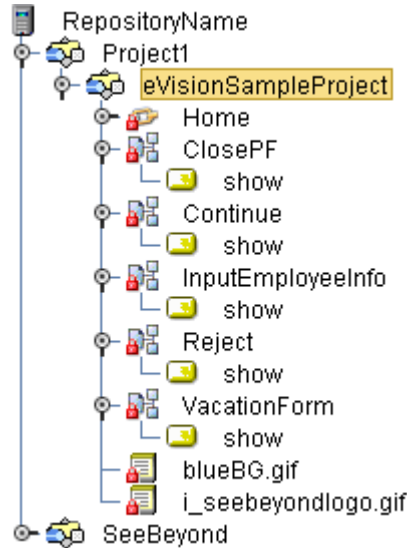 RepositoryName
Project1
eVisionSampleProject
Home
ClosePF
show
Continue
show
InputEmployeeInfo
show
Reject
show
VacationForm
show
blueBG.gif
i_seebeyondlogo.gif
SeeBeyond